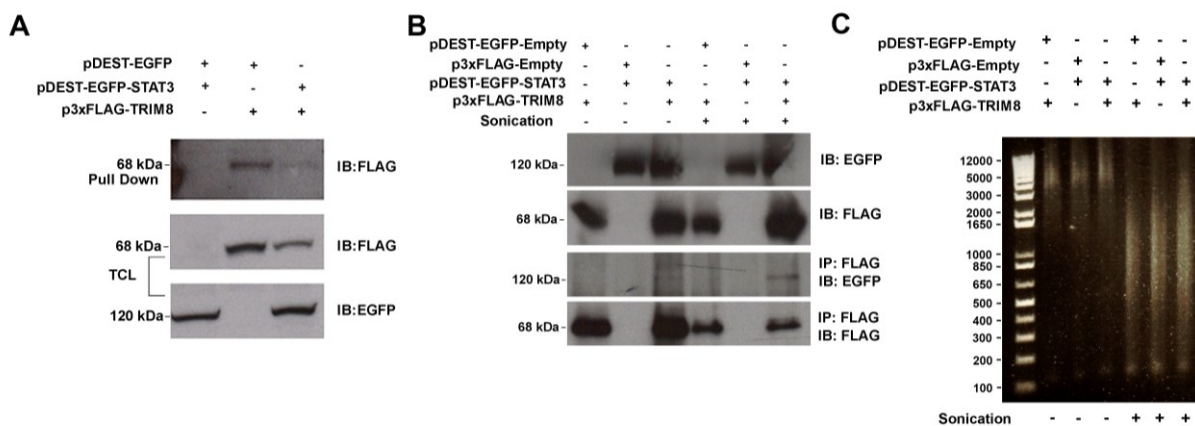 A
pDEST-EGFP + + -
pDEST-EGFP-STAT3 + - +
p3xFLAG-TRIM8 - + +
68 kDa
Pull Down
IB:FLAG
68 kDa
IB:FLAG
TCL
120 kDa
IB:EGFP
B
pDEST-EGFP-Empty + - - + - -
p3xFLAG-Empty - + - - + -
pDEST-EGFP-STAT3 - + + - + +
p3xFLAG-TRIM8 + - + + - +
Sonication - - - + + +
120 kDa
IB: EGFP
68 kDa
IB: FLAG
IP: FLAG
120 kDa
IB: EGFP
IP: FLAG
68 kDa
IB: FLAG
C
pDEST-EGFP-Empty + - - + - -
p3xFLAG-Empty - + - - + -
pDEST-EGFP-STAT3 - + + - + +
p3xFLAG-TRIM8 + - + + - +
12000
5000
3000
2000
1650
1000
850
650
500
400
300
200
100
Sonication - - - + + +